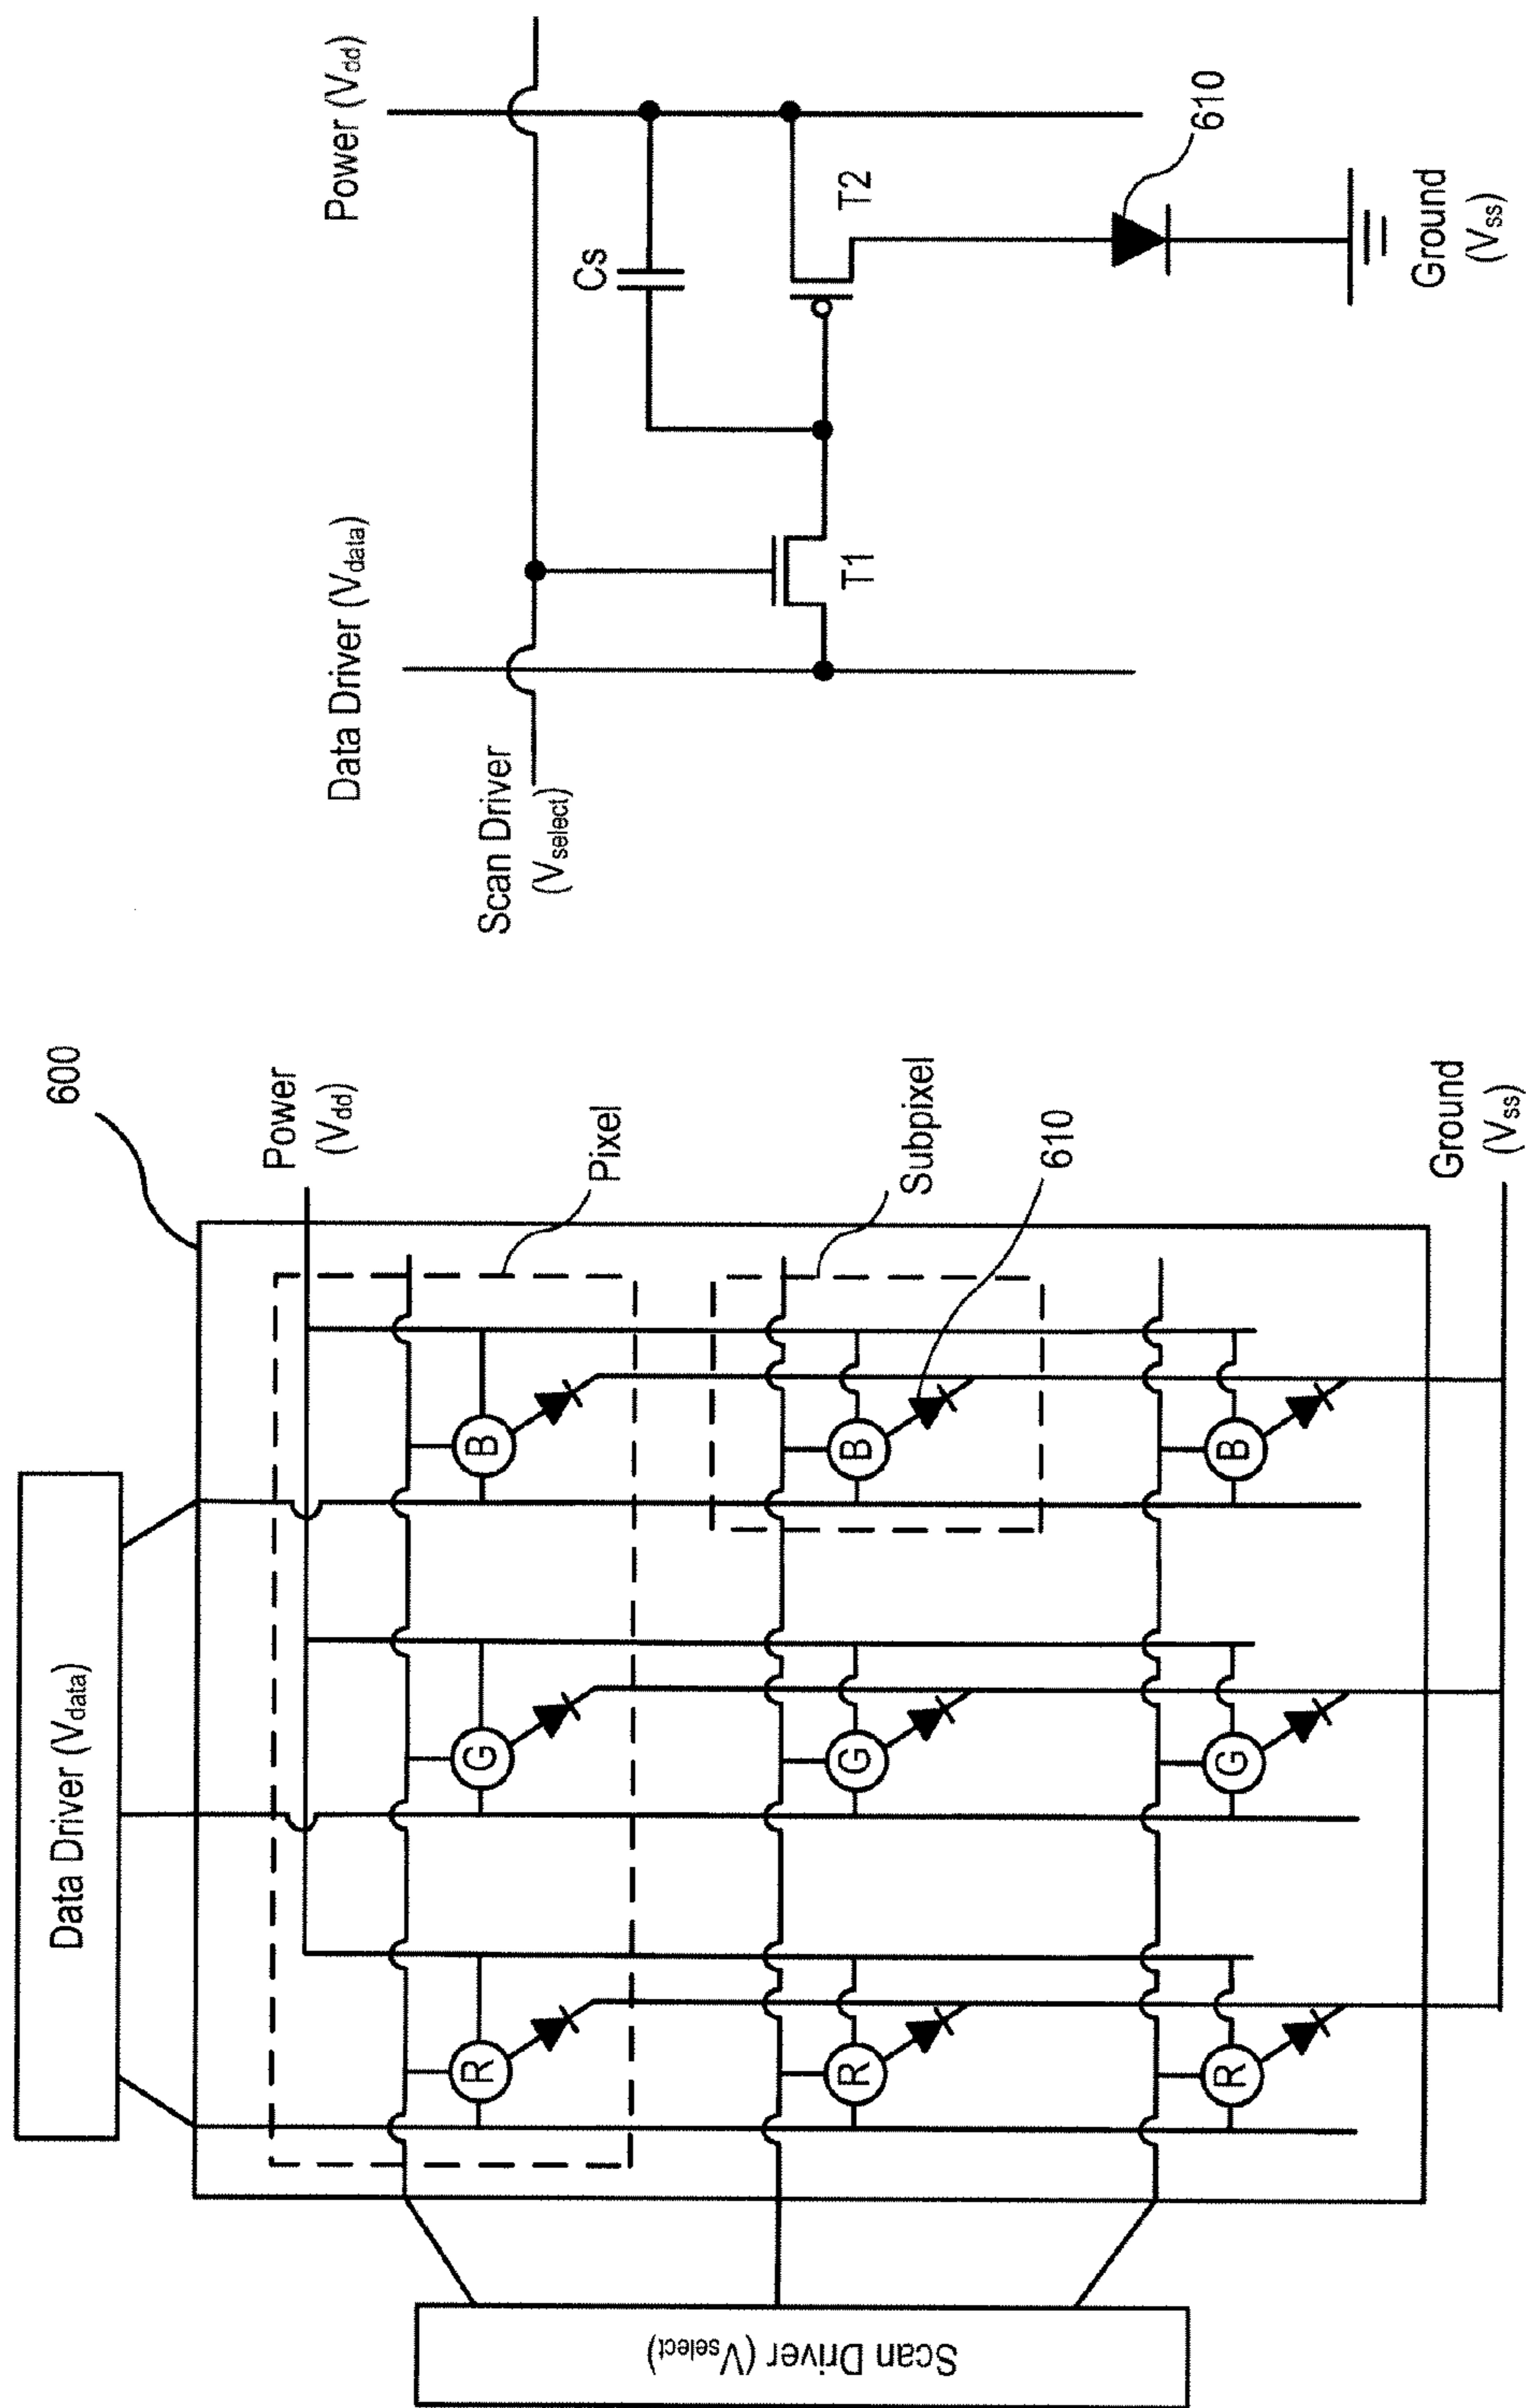 Data Driver (Vdata)
Scan Driver (Vselect)
600
Power
(Vdd)
Pixel
Subpixel
610
Ground
(Vss)
R
G
B
R
G
B
R
G
B
Data Driver (Vdata)
Power (Vdd)
Scan Driver
(Vselect)
Cs
T1
T2
610
Ground
(Vss)